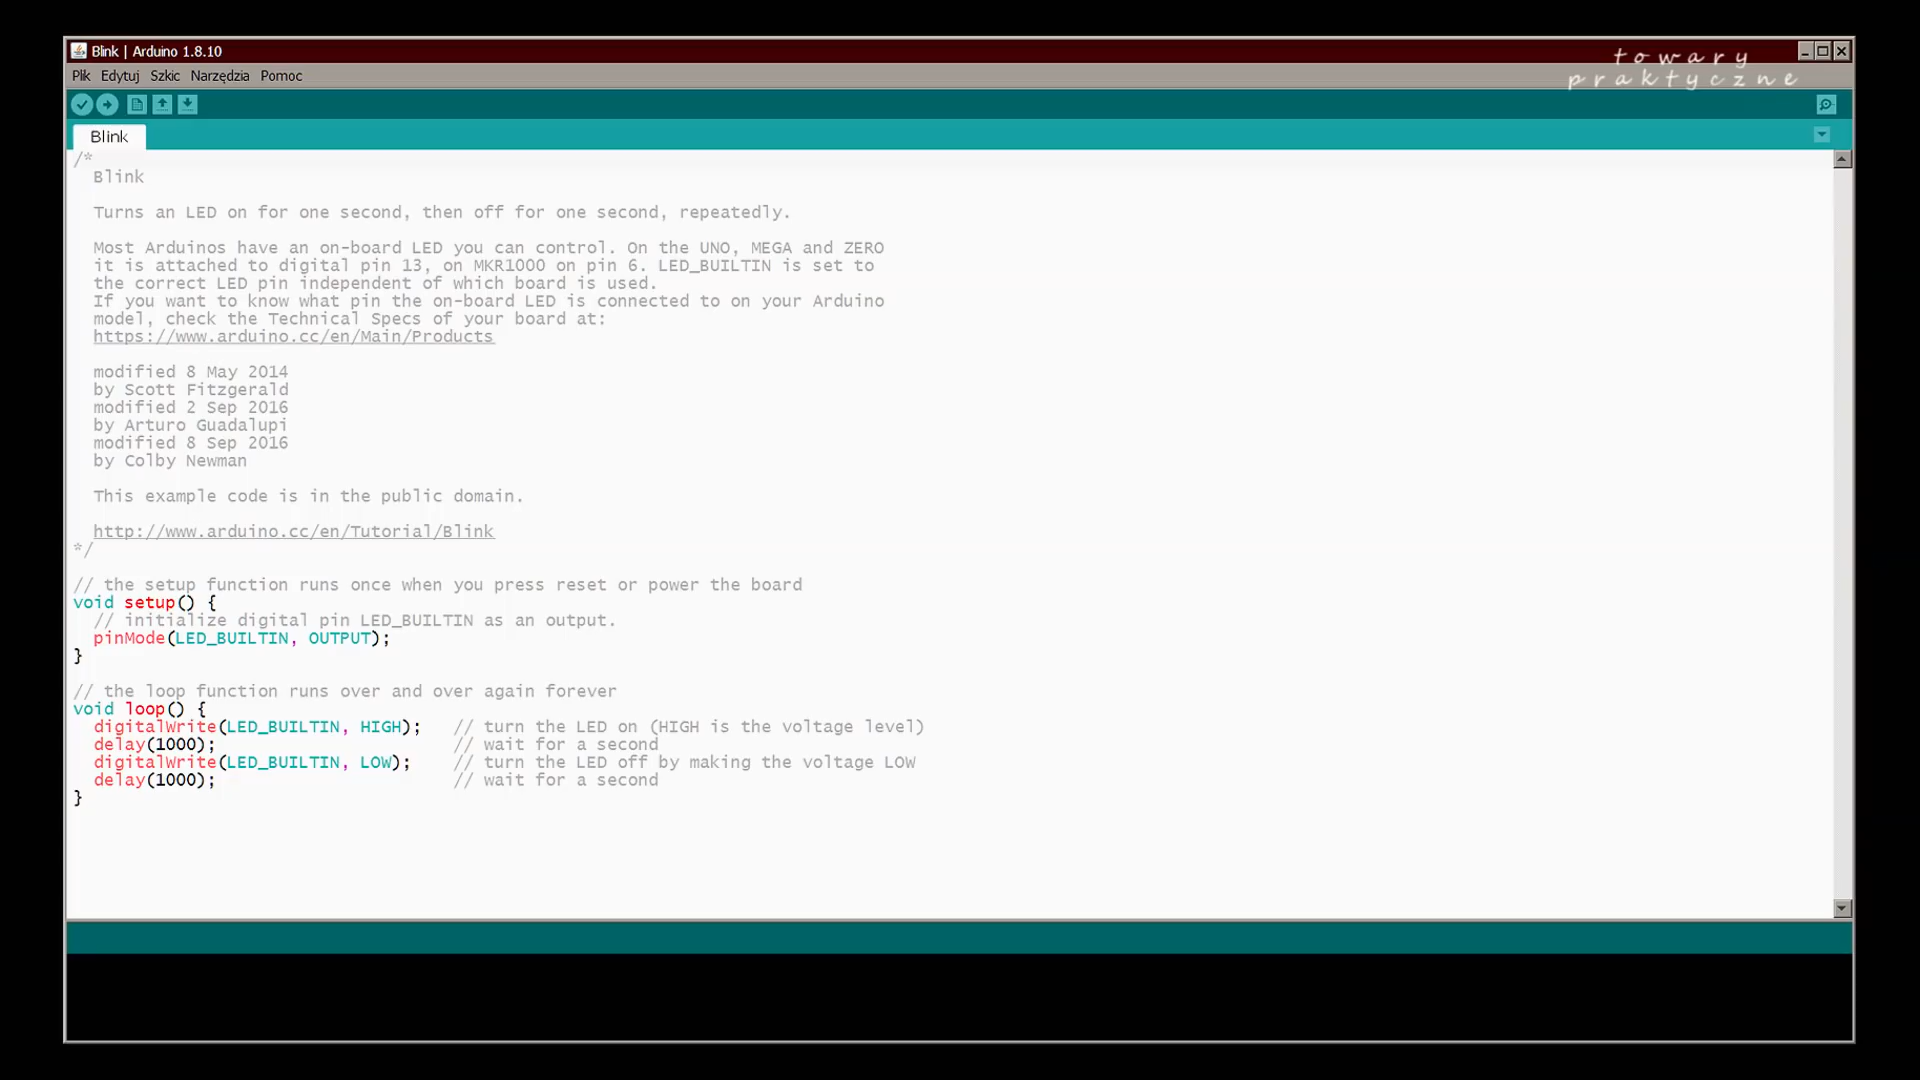 Blink | Arduino 1.8.10
towary
praktyczne
Plik Edytuj Szkic Narzędzia Pomoc
Blink
/*
Blink
Turns an LED on for one second, then off for one second, repeatedly.
Most Arduinos have an on-board LED you can control. On the UNO, MEGA and ZERO
it is attached to digital pin 13, on MKR1000 on pin 6. LED_BUILTIN is set to
the correct LED pin independent of which board is used.
If you want to know what pin the on-board LED is connected to on your Arduino
model, check the Technical Specs of your board at:
https://www.arduino.cc/en/Main/Products
modified 8 May 2014
by Scott Fitzgerald
modified 2 Sep 2016
by Arturo Guadalupi
modified 8 Sep 2016
by Colby Newman
This example code is in the public domain.
http://www.arduino.cc/en/Tutorial/Blink
*/
// the setup function runs once when you press reset or power the board
void setup() {
// initialize digital pin LED_BUILTIN as an output.
pinMode(LED_BUILTIN, OUTPUT);
}
// the loop function runs over and over again forever
void loop() {
digitalWrite(LED_BUILTIN, HIGH);   // turn the LED on (HIGH is the voltage level)
delay(1000);                       // wait for a second
digitalWrite(LED_BUILTIN, LOW);    // turn the LED off by making the voltage LOW
delay(1000);                       // wait for a second
}